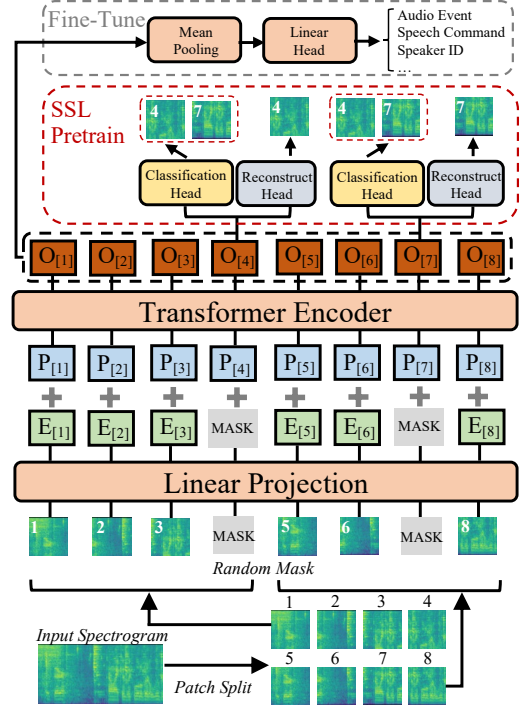 Fine-Tune
Mean Pooling
Linear Head
Audio Event
Speech Command
Speaker ID
...
SSL Pretrain
4 7
4
4 7
7
Classification Head
Reconstruct Head
Classification Head
Reconstruct Head
O[1] O[2] O[3] O[4] O[5] O[6] O[7] O[8]
Transformer Encoder
P[1] P[2] P[3] P[4] P[5] P[6] P[7] P[8]
+ + + + + + + +
E[1] E[2] E[3] MASK E[5] E[6] MASK E[8]
Linear Projection
1 2 3 MASK 5 6 MASK 8
Random Mask
1 2 3 4
Input Spectrogram
5 6 7 8
Patch Split